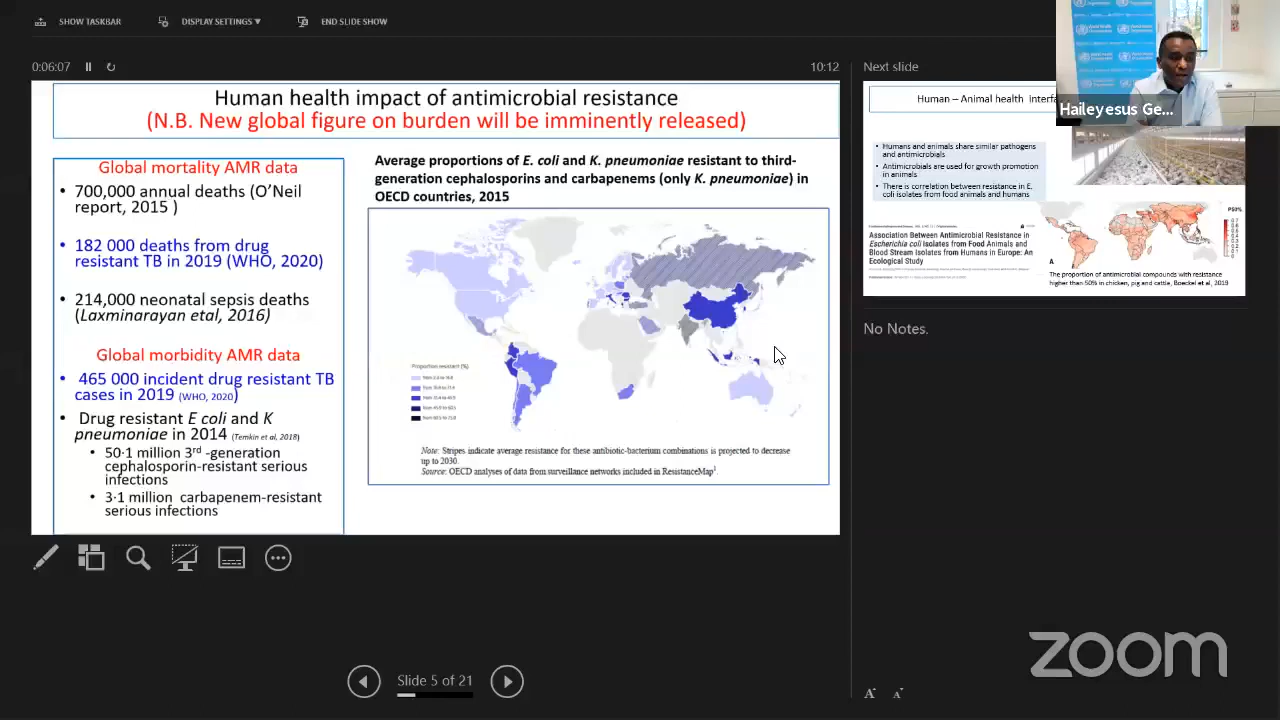 SHOW TASKBAR
DISPLAY SETTINGS ▼
END SLIDE SHOW
0:06:07
10:12
Human health impact of antimicrobial resistance
(N.B. New global figure on burden will be imminently released)
Global mortality AMR data
• 700,000 annual deaths (O'Neil
report, 2015 )
• 182 000 deaths from drug
resistant TB in 2019 (WHO, 2020)
• 214,000 neonatal sepsis deaths
(Laxminarayan etal, 2016)
Global morbidity AMR data
• 465 000 incident drug resistant TB
cases in 2019 (WHO, 2020)
• Drug resistant E coli and K
pneumoniae in 2014 (Temkin et al, 2018)
• 50·1 million 3rd -generation
cephalosporin-resistant serious
infections
• 3·1 million carbapenem-resistant
serious infections
Average proportions of E. coli and K. pneumoniae resistant to third-
generation cephalosporins and carbapenems (only K. pneumoniae) in
OECD countries, 2015
Proportion resistant (%)
Note: Stripes indicate average resistance for these antibiotic-bacterium combinations is projected to decrease
up to 2030.
Source: OECD analyses of data from surveillance networks included in ResistanceMap1.
Slide 5 of 21
Next slide
Human – Animal health Interfa
• Humans and animals share similar pathogens
and antimicrobials
• Antimicrobials are used for growth promotion
in animals
• There is correlation between resistance in E.
coli isolates from food animals and humans
Association Between Antimicrobial Resistance in
Escherichia coli Isolates from Food Animals and
Blood Stream Isolates from Humans in Europe: An
Ecological Study
P50%
A
The proportion of antimicrobial compounds with resistance
higher than 50% in chicken, pig and cattle, Boeckel et al, 2019
No Notes.
Haileyesus Ge...
zoom
A A